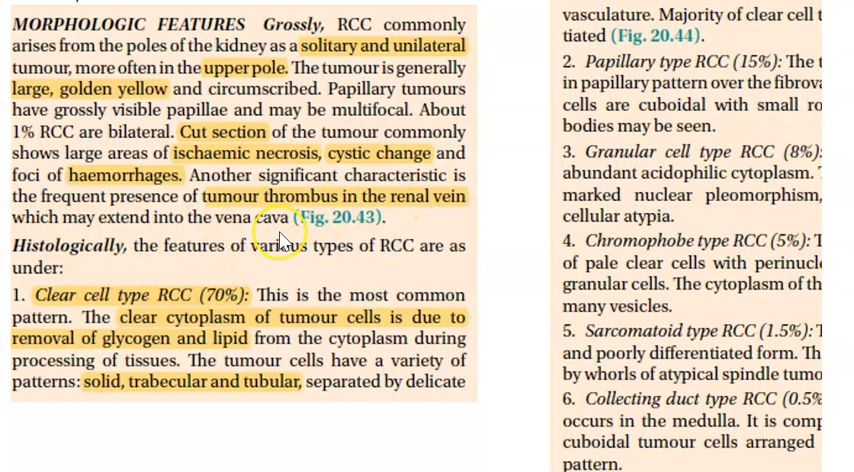 MORPHOLOGIC FEATURES Grossly, RCC commonly
arises from the poles of the kidney as a solitary and unilateral
tumour, more often in the upper pole. The tumour is generally
large, golden yellow and circumscribed. Papillary tumours
have grossly visible papillae and may be multifocal. About
1% RCC are bilateral. Cut section of the tumour commonly
shows large areas of ischaemic necrosis, cystic change and
foci of haemorrhages. Another significant characteristic is
the frequent presence of tumour thrombus in the renal vein
which may extend into the vena cava (Fig. 20.43).
Histologically, the features of various types of RCC are as
under:
1. Clear cell type RCC (70%): This is the most common
pattern. The clear cytoplasm of tumour cells is due to
removal of glycogen and lipid from the cytoplasm during
processing of tissues. The tumour cells have a variety of
patterns: solid, trabecular and tubular, separated by delicate
vasculature. Majority of clear cell
tiated (Fig. 20.44).
2. Papillary type RCC (15%): The
in papillary pattern over the
cells are cuboidal with small
bodies may be seen.
3. Granular cell type RCC (8%):
abundant acidophilic cytoplasm.
marked nuclear pleomorphism,
cellular atypia.
4. Chromophobe type RCC (5%):
of pale clear cells with
granular cells. The cytoplasm of
many vesicles.
5. Sarcomatoid type RCC (1.5%):
and poorly differentiated form.
by whorls of atypical spindle
6. Collecting duct type RCC (0.5%
occurs in the medulla. It is
cuboidal tumour cells arranged
pattern.